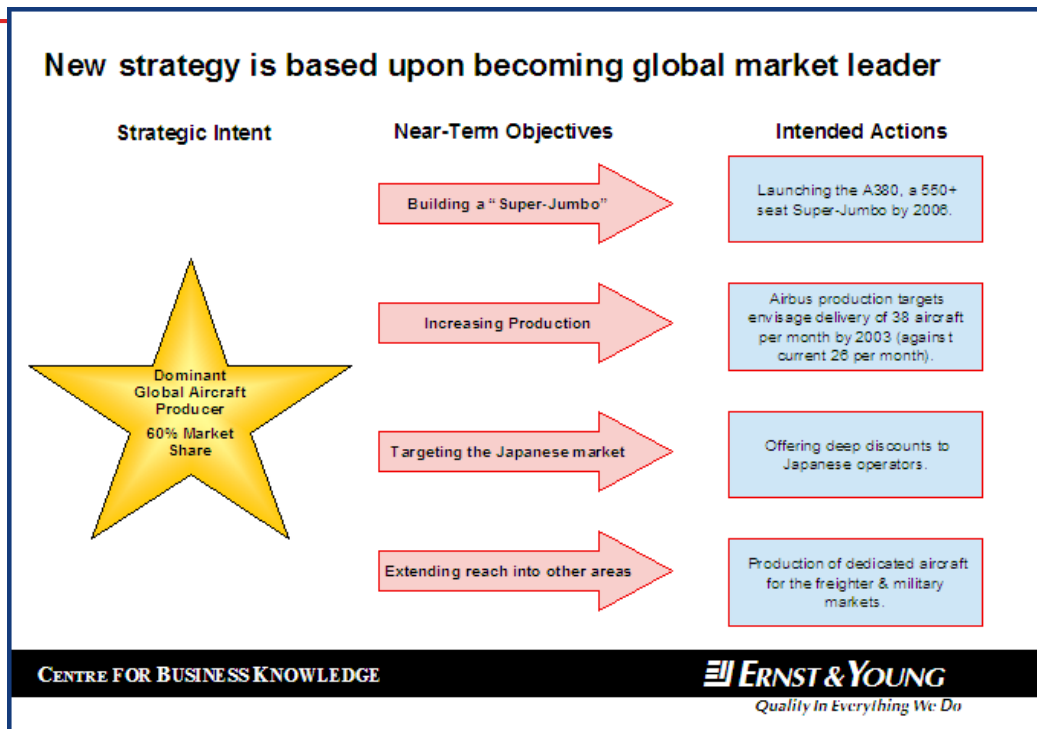 New strategy is based upon becoming global market leader
Strategic Intent
Near-Term Objectives
Intended Actions
Dominant
Global Aircraft
Producer
60% Market
Share
Building a "Super-Jumbo"
Launching the A380, a 550+
seat Super-Jumbo by 2006.
Increasing Production
Airbus production targets
envisage delivery of 38 aircraft
per month by 2003 (against
current 26 per month).
Targeting the Japanese market
Offering deep discounts to
Japanese operators.
Extending reach into other areas
Production of dedicated aircraft
for the freighter & military
markets.
CENTRE FOR BUSINESS KNOWLEDGE
ERNST & YOUNG
Quality In Everything We Do